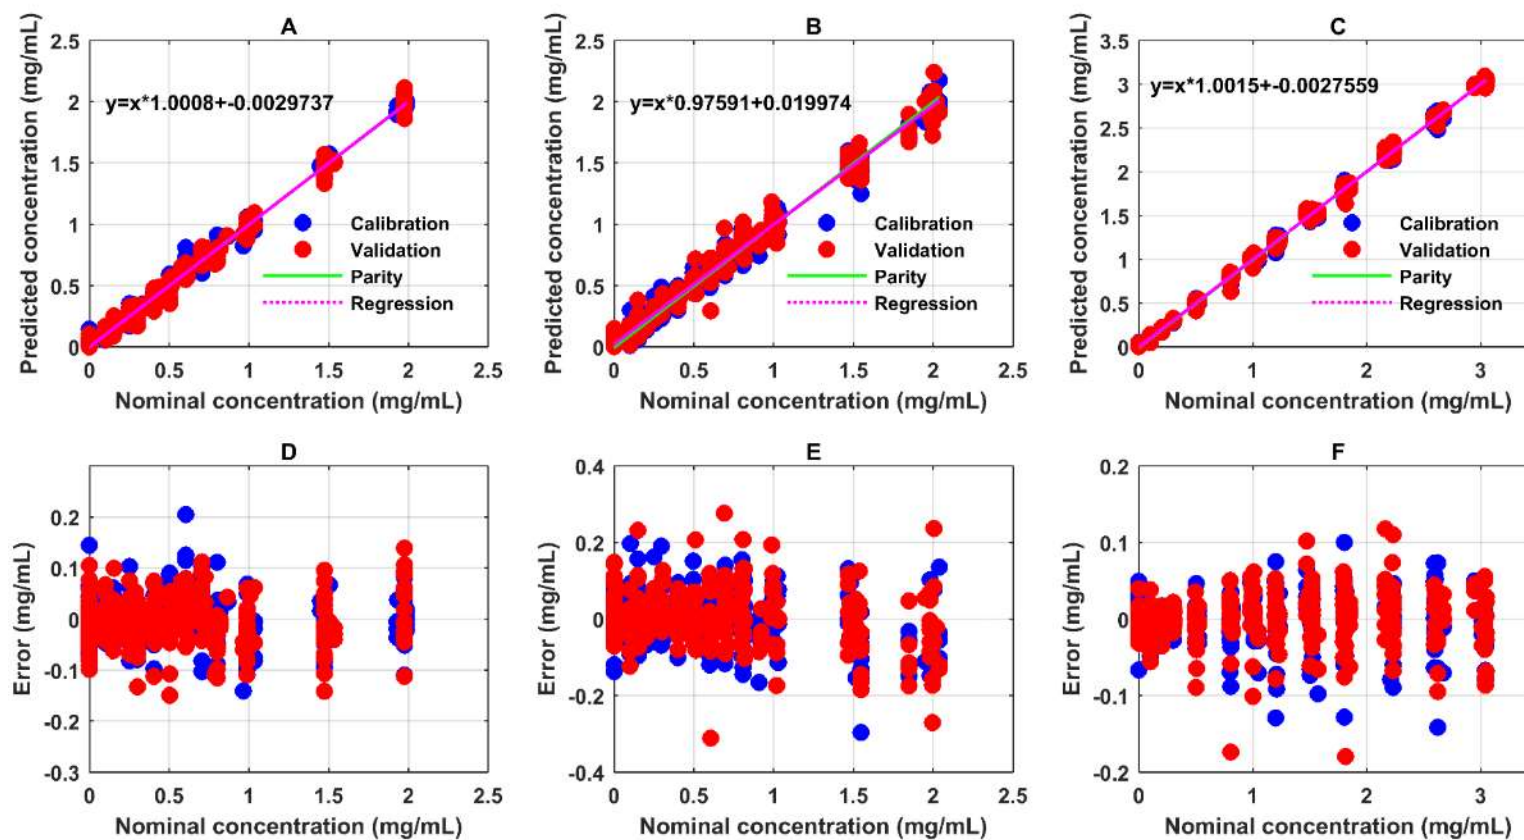 A
Predicted concentration (mg/mL)
2.5
2
1.5
1
0.5
0
y=x*1.0008+-0.0029737
Calibration
Validation
Parity
Regression
0 0.5 1 1.5 2 2.5
Nominal concentration (mg/mL)
B
Predicted concentration (mg/mL)
2.5
2
1.5
1
0.5
0
y=x*0.97591+0.019974
Calibration
Validation
Parity
Regression
0 0.5 1 1.5 2 2.5
Nominal concentration (mg/mL)
C
Predicted concentration (mg/mL)
3.5
3
2.5
2
1.5
1
0.5
0
y=x*1.0015+-0.0027559
Calibration
Validation
Parity
Regression
0 1 2 3
Nominal concentration (mg/mL)
D
Error (mg/mL)
0.2
0.1
0
-0.1
-0.2
-0.3
0 0.5 1 1.5 2 2.5
Nominal concentration (mg/mL)
E
Error (mg/mL)
0.4
0.2
0
-0.2
-0.4
0 0.5 1 1.5 2 2.5
Nominal concentration (mg/mL)
F
Error (mg/mL)
0.2
0.1
0
-0.1
-0.2
0 1 2 3
Nominal concentration (mg/mL)